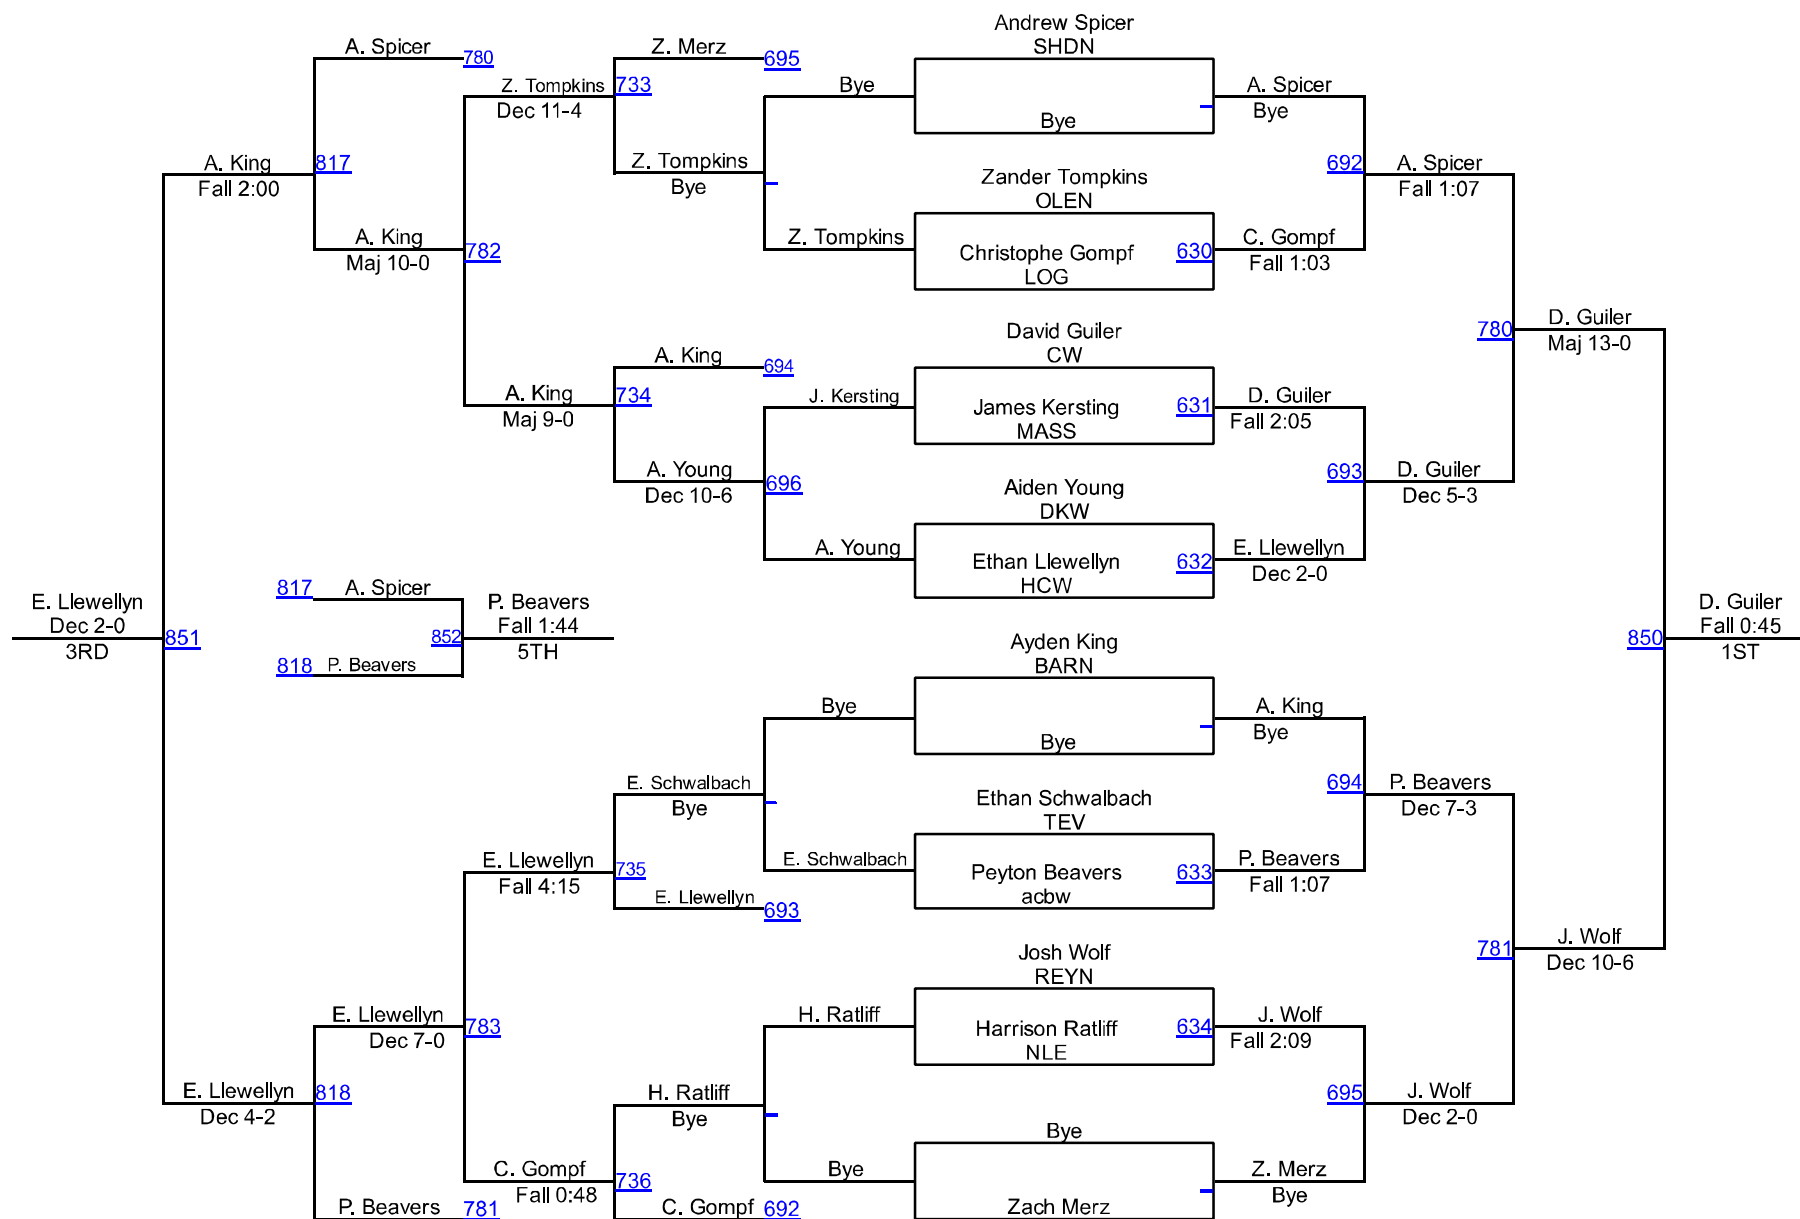 Andrew Spicer
SHDN
A. Spicer
780
Z. Merz
695
Z. Tompkins
733
Dec 11-4
Bye
Bye
A. Spicer
Bye
A. King
817
Fall 2:00
Z. Tompkins
Bye
Zander Tompkins
OLEN
692
A. Spicer
Fall 1:07
A. King
782
Maj 10-0
Z. Tompkins
Christophe Gompf
LOG
630
C. Gompf
Fall 1:03
David Guiler
CW
780
D. Guiler
Maj 13-0
A. King
694
A. King
734
Maj 9-0
J. Kersting
James Kersting
MASS
631
D. Guiler
Fall 2:05
A. Young
696
Dec 10-6
Aiden Young
DKW
693
D. Guiler
Dec 5-3
A. Young
Ethan Llewellyn
HCW
632
E. Llewellyn
Dec 2-0
817
A. Spicer
E. Llewellyn
Dec 2-0
3RD
851
852
P. Beavers
Fall 1:44
5TH
818
P. Beavers
Ayden King
BARN
850
D. Guiler
Fall 0:45
1ST
Bye
Bye
A. King
Bye
E. Schwalbach
Bye
Ethan Schwalbach
TEV
694
P. Beavers
Dec 7-3
E. Llewellyn
735
Fall 4:15
E. Schwalbach
Peyton Beavers
acbw
633
P. Beavers
Fall 1:07
E. Llewellyn
693
Josh Wolf
REYN
781
J. Wolf
Dec 10-6
E. Llewellyn
783
Dec 7-0
H. Ratliff
Harrison Ratliff
NLE
634
J. Wolf
Fall 2:09
E. Llewellyn
818
Dec 4-2
H. Ratliff
Bye
695
J. Wolf
Dec 2-0
Bye
C. Gompf
736
Fall 0:48
Bye
Zach Merz
Z. Merz
Bye
P. Beavers
781
C. Gompf
692